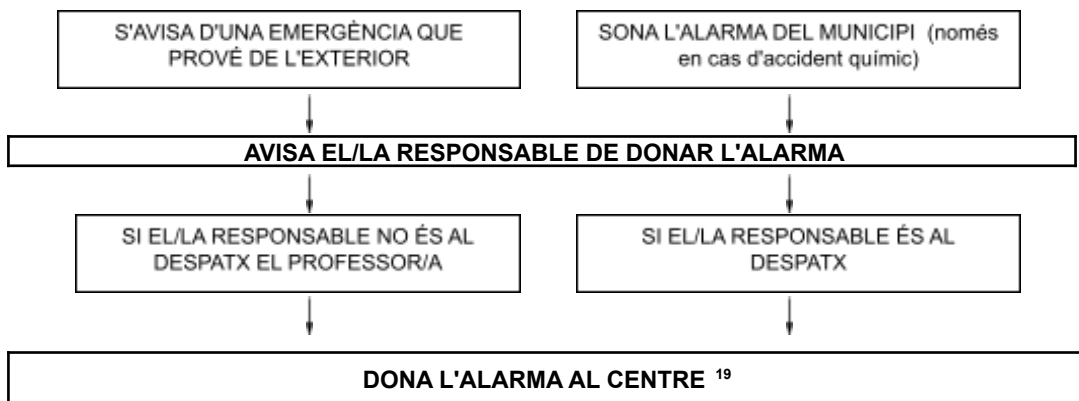 S'AVISA D'UNA EMERGÈNCIA QUE
PROVÉ DE L'EXTERIOR
SONA L'ALARMA DEL MUNICIPI (només
en cas d'accident químic)
AVISA EL/LA RESPONSABLE DE DONAR L'ALARMA
SI EL/LA RESPONSABLE NO ÉS AL
DESPATX EL PROFESSOR/A
SI EL/LA RESPONSABLE ÉS AL
DESPATX
DONA L'ALARMA AL CENTRE 19